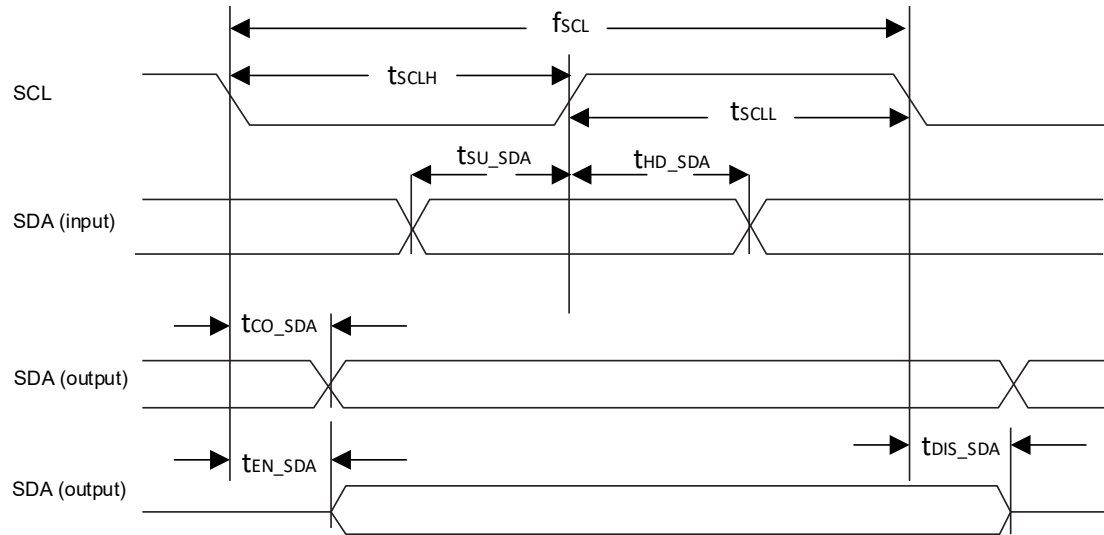 fSCL
SCL
tSCLH
tSCLL
tSU_SDA
tHD_SDA
SDA (input)
tCO_SDA
SDA (output)
tEN_SDA
tDIS_SDA
SDA (output)